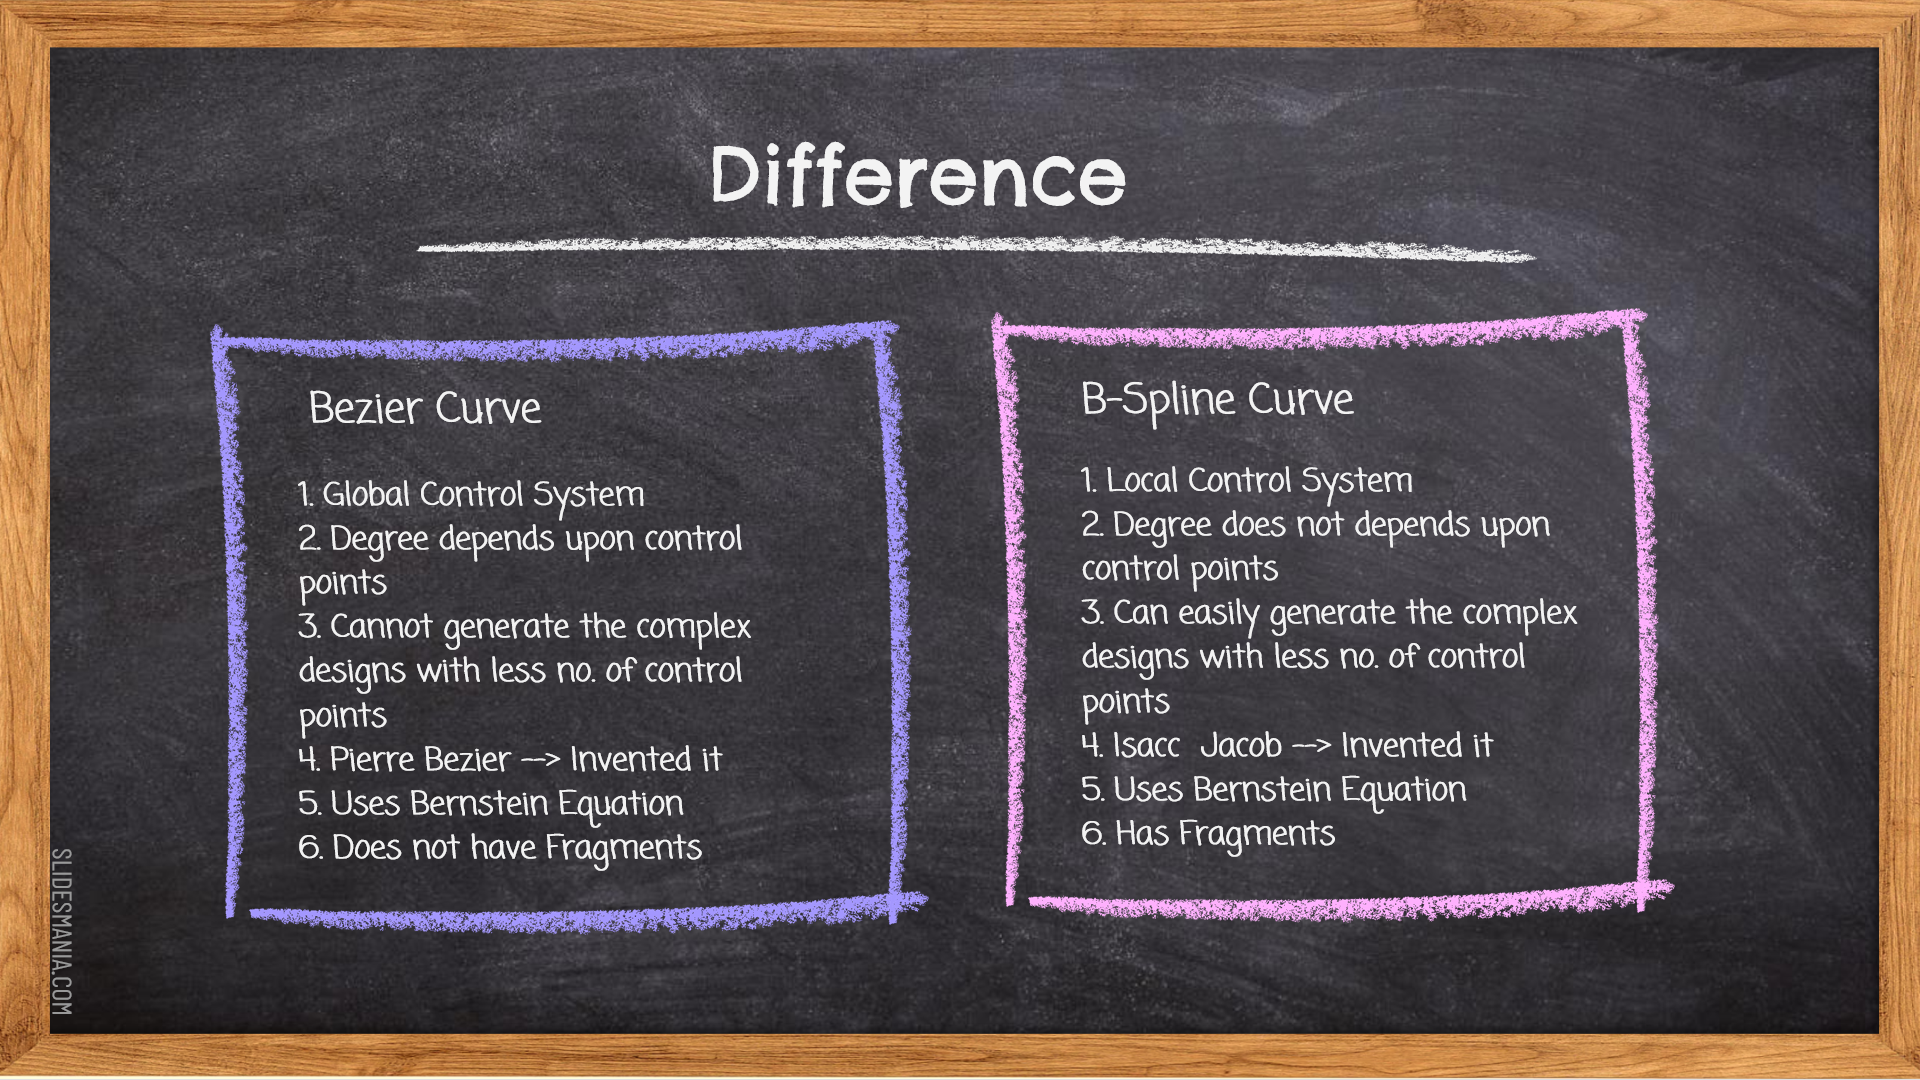 Difference
Bezier Curve
1. Global Control System
2. Degree depends upon control
points
3. Cannot generate the complex
designs with less no. of control
points
4. Pierre Bezier --> Invented it
5. Uses Bernstein Equation
6. Does not have Fragments
B-Spline Curve
1. Local Control System
2. Degree does not depends upon
control points
3. Can easily generate the complex
designs with less no. of control
points
4. Isacc  Jacob --> Invented it
5. Uses Bernstein Equation
6. Has Fragments
SLIDESMANIA.COM